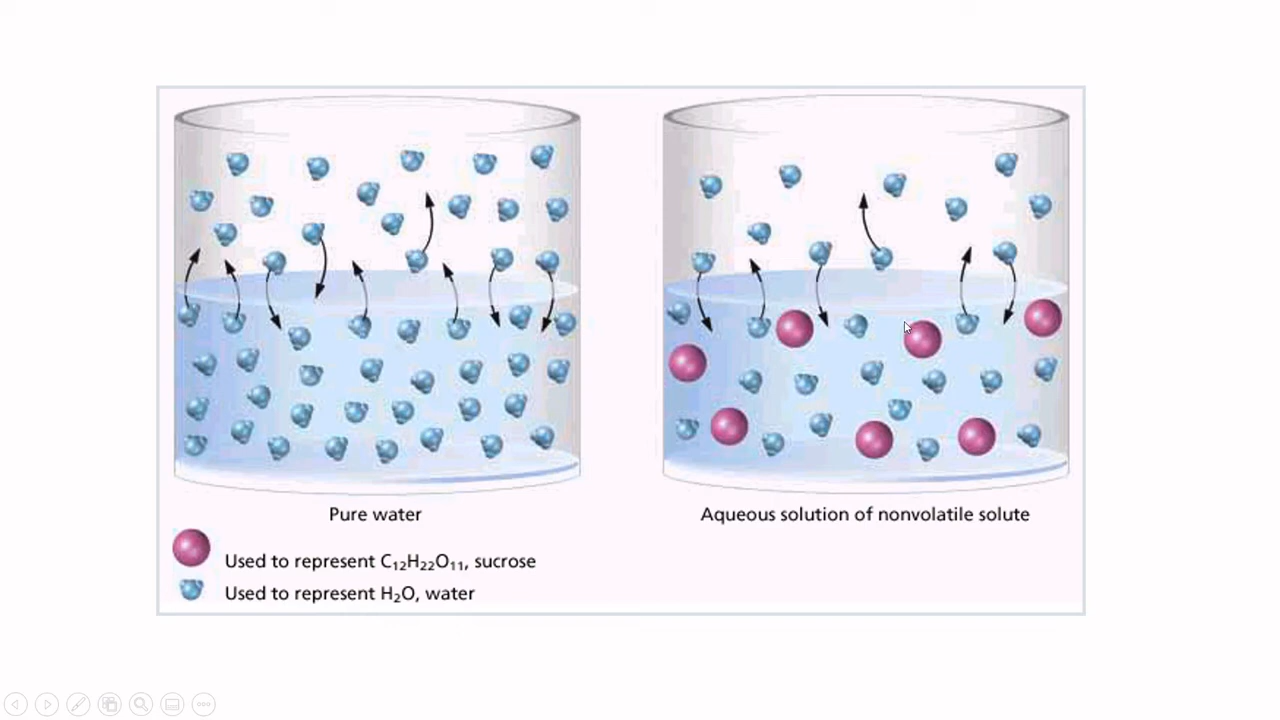 Pure water
Aqueous solution of nonvolatile solute
Used to represent C₁₂H₂₂O₁₁, sucrose
Used to represent H₂O, water